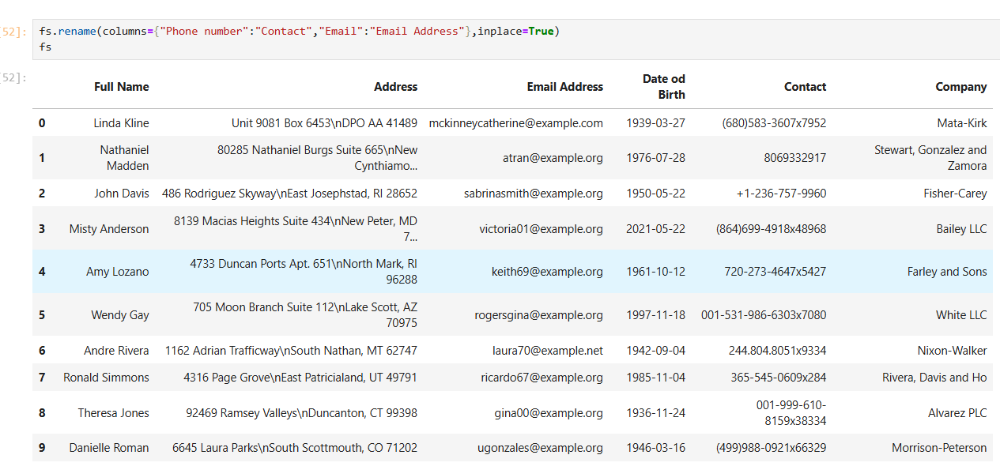 [52]: fs.rename(columns={"Phone number":"Contact","Email":"Email Address"},inplace=True)
fs
[52]:
Full Name Address Email Address Date od Birth Contact Company
0 Linda Kline Unit 9081 Box 6453\nDPO AA 41489 mckinneycatherine@example.com 1939-03-27 (680)583-3607x7952 Mata-Kirk
1 Nathaniel Madden 80285 Nathaniel Burgs Suite 665\nNew Cynthiamo... atran@example.org 1976-07-28 8069332917 Stewart, Gonzalez and Zamora
2 John Davis 486 Rodriguez Skyway\nEast Josephstad, RI 28652 sabrinasmith@example.org 1950-05-22 +1-236-757-9960 Fisher-Carey
3 Misty Anderson 8139 Macias Heights Suite 434\nNew Peter, MD 7... victoria01@example.org 2021-05-22 (864)699-4918x48968 Bailey LLC
4 Amy Lozano 4733 Duncan Ports Apt. 651\nNorth Mark, RI 96288 keith69@example.org 1961-10-12 720-273-4647x5427 Farley and Sons
5 Wendy Gay 705 Moon Branch Suite 112\nLake Scott, AZ 70975 rogersgina@example.org 1997-11-18 001-531-986-6303x7080 White LLC
6 Andre Rivera 1162 Adrian Trafficway\nSouth Nathan, MT 62747 laura70@example.net 1942-09-04 244.804.8051x9334 Nixon-Walker
7 Ronald Simmons 4316 Page Grove\nEast Patricialand, UT 49791 ricardo67@example.org 1985-11-04 365-545-0609x284 Rivera, Davis and Ho
8 Theresa Jones 92469 Ramsey Valleys\nDuncanton, CT 99398 gina00@example.org 1936-11-24 001-999-610-8159x38334 Alvarez PLC
9 Danielle Roman 6645 Laura Parks\nSouth Scottmouth, CO 71202 ugonzales@example.org 1946-03-16 (499)988-0921x66329 Morrison-Peterson